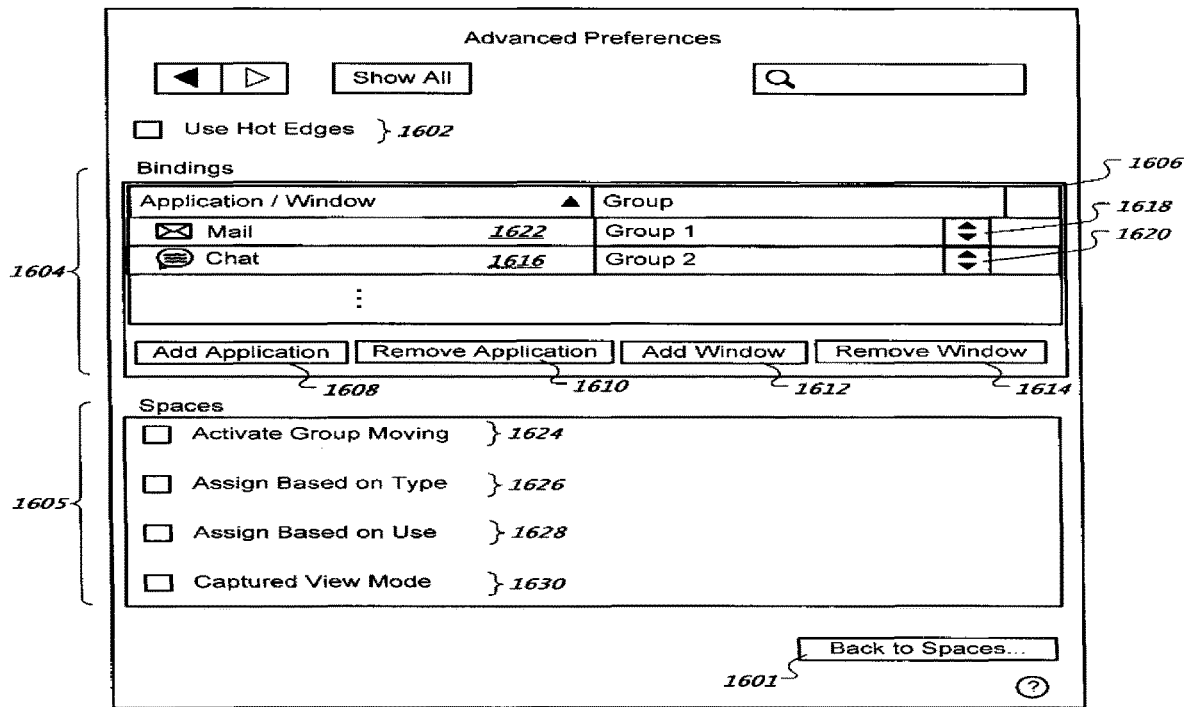 Advanced Preferences
Show All
Use Hot Edges 1602
Bindings
1606
Application / Window Group
1618
Mail 1622 Group 1
1620
Chat 1616 Group 2
1604
Add Application Remove Application Add Window Remove Window
1608 1610 1612 1614
Spaces
Activate Group Moving 1624
Assign Based on Type 1626
1605
Assign Based on Use 1628
Captured View Mode 1630
Back to Spaces...
1601
?